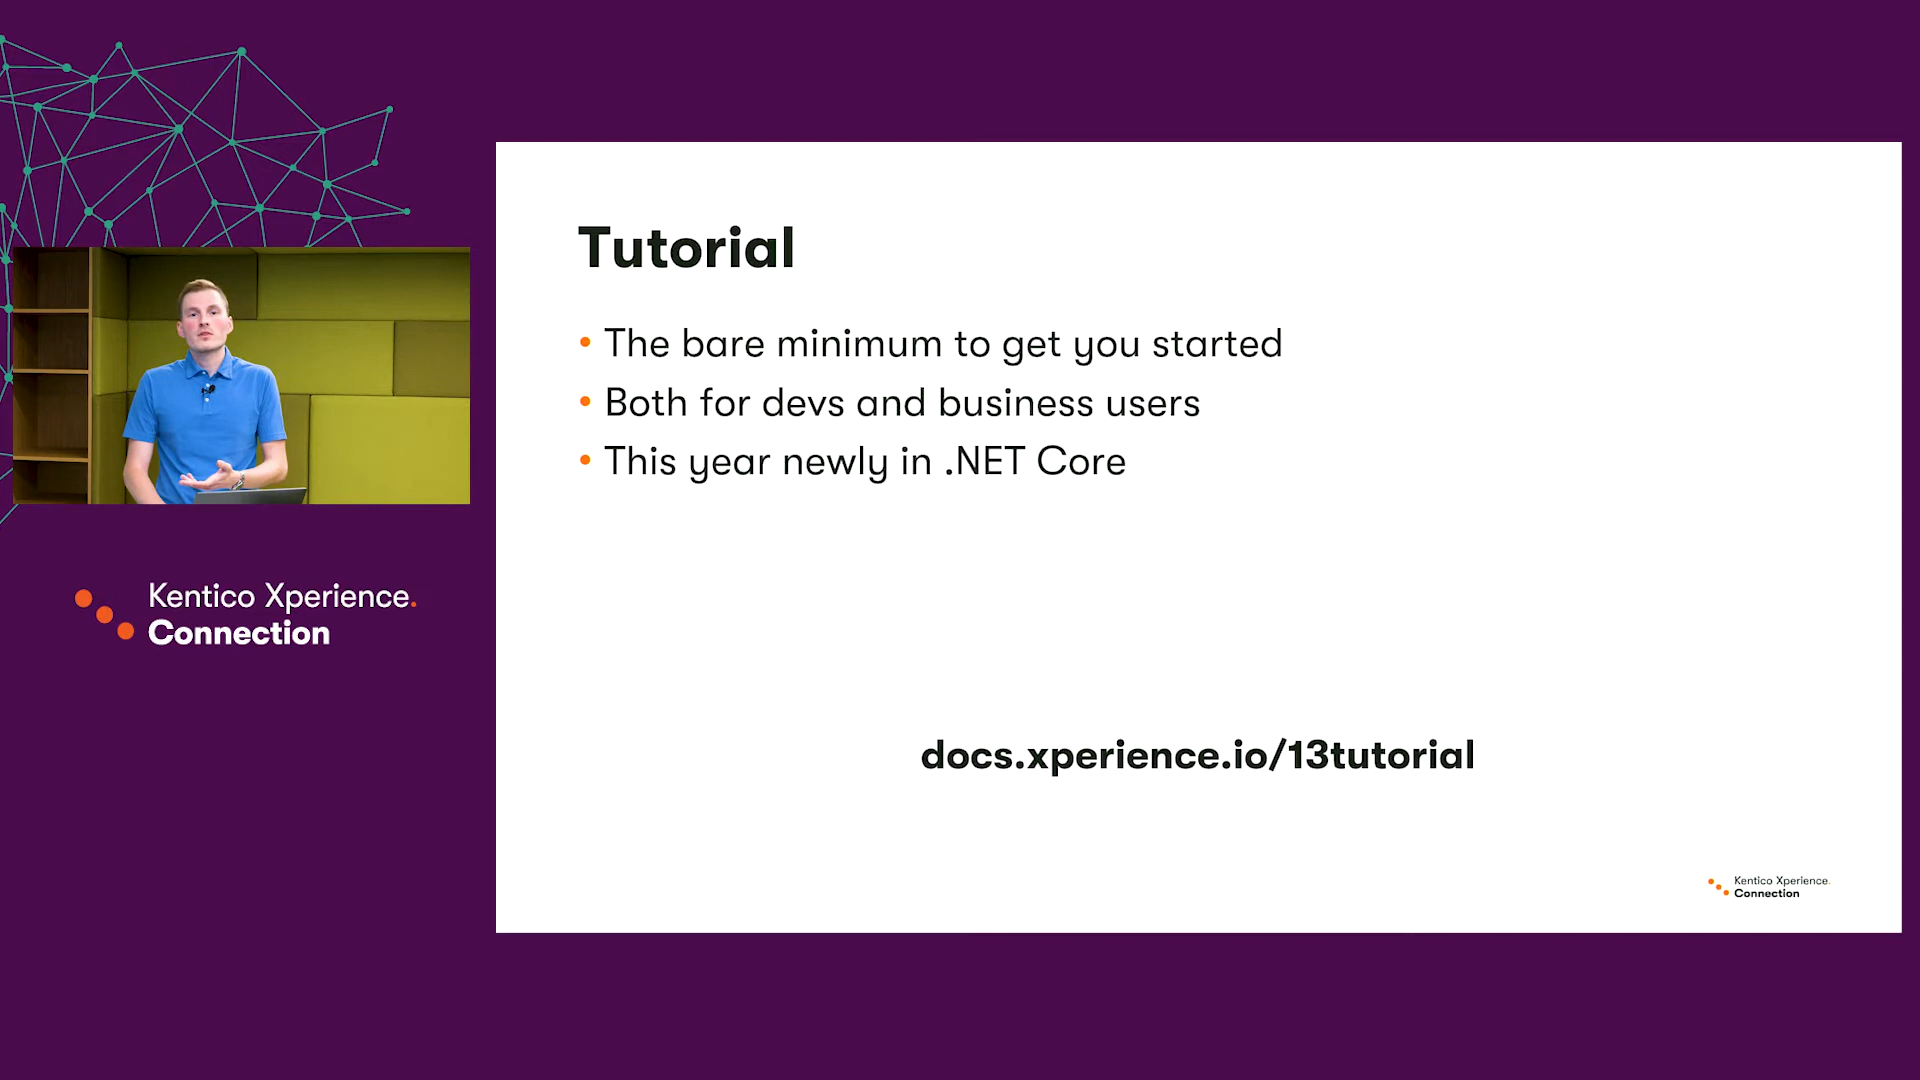 Tutorial
• The bare minimum to get you started
• Both for devs and business users
• This year newly in .NET Core
docs.xperience.io/13tutorial
Kentico Xperience.
Connection
Kentico Xperience.
Connection